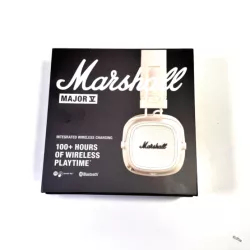 Marshall
MAJOR V
INTEGRATED WIRELESS CHARGING
100+ HOURS
OF WIRELESS
PLAYTIME
Bluetooth
Marshall